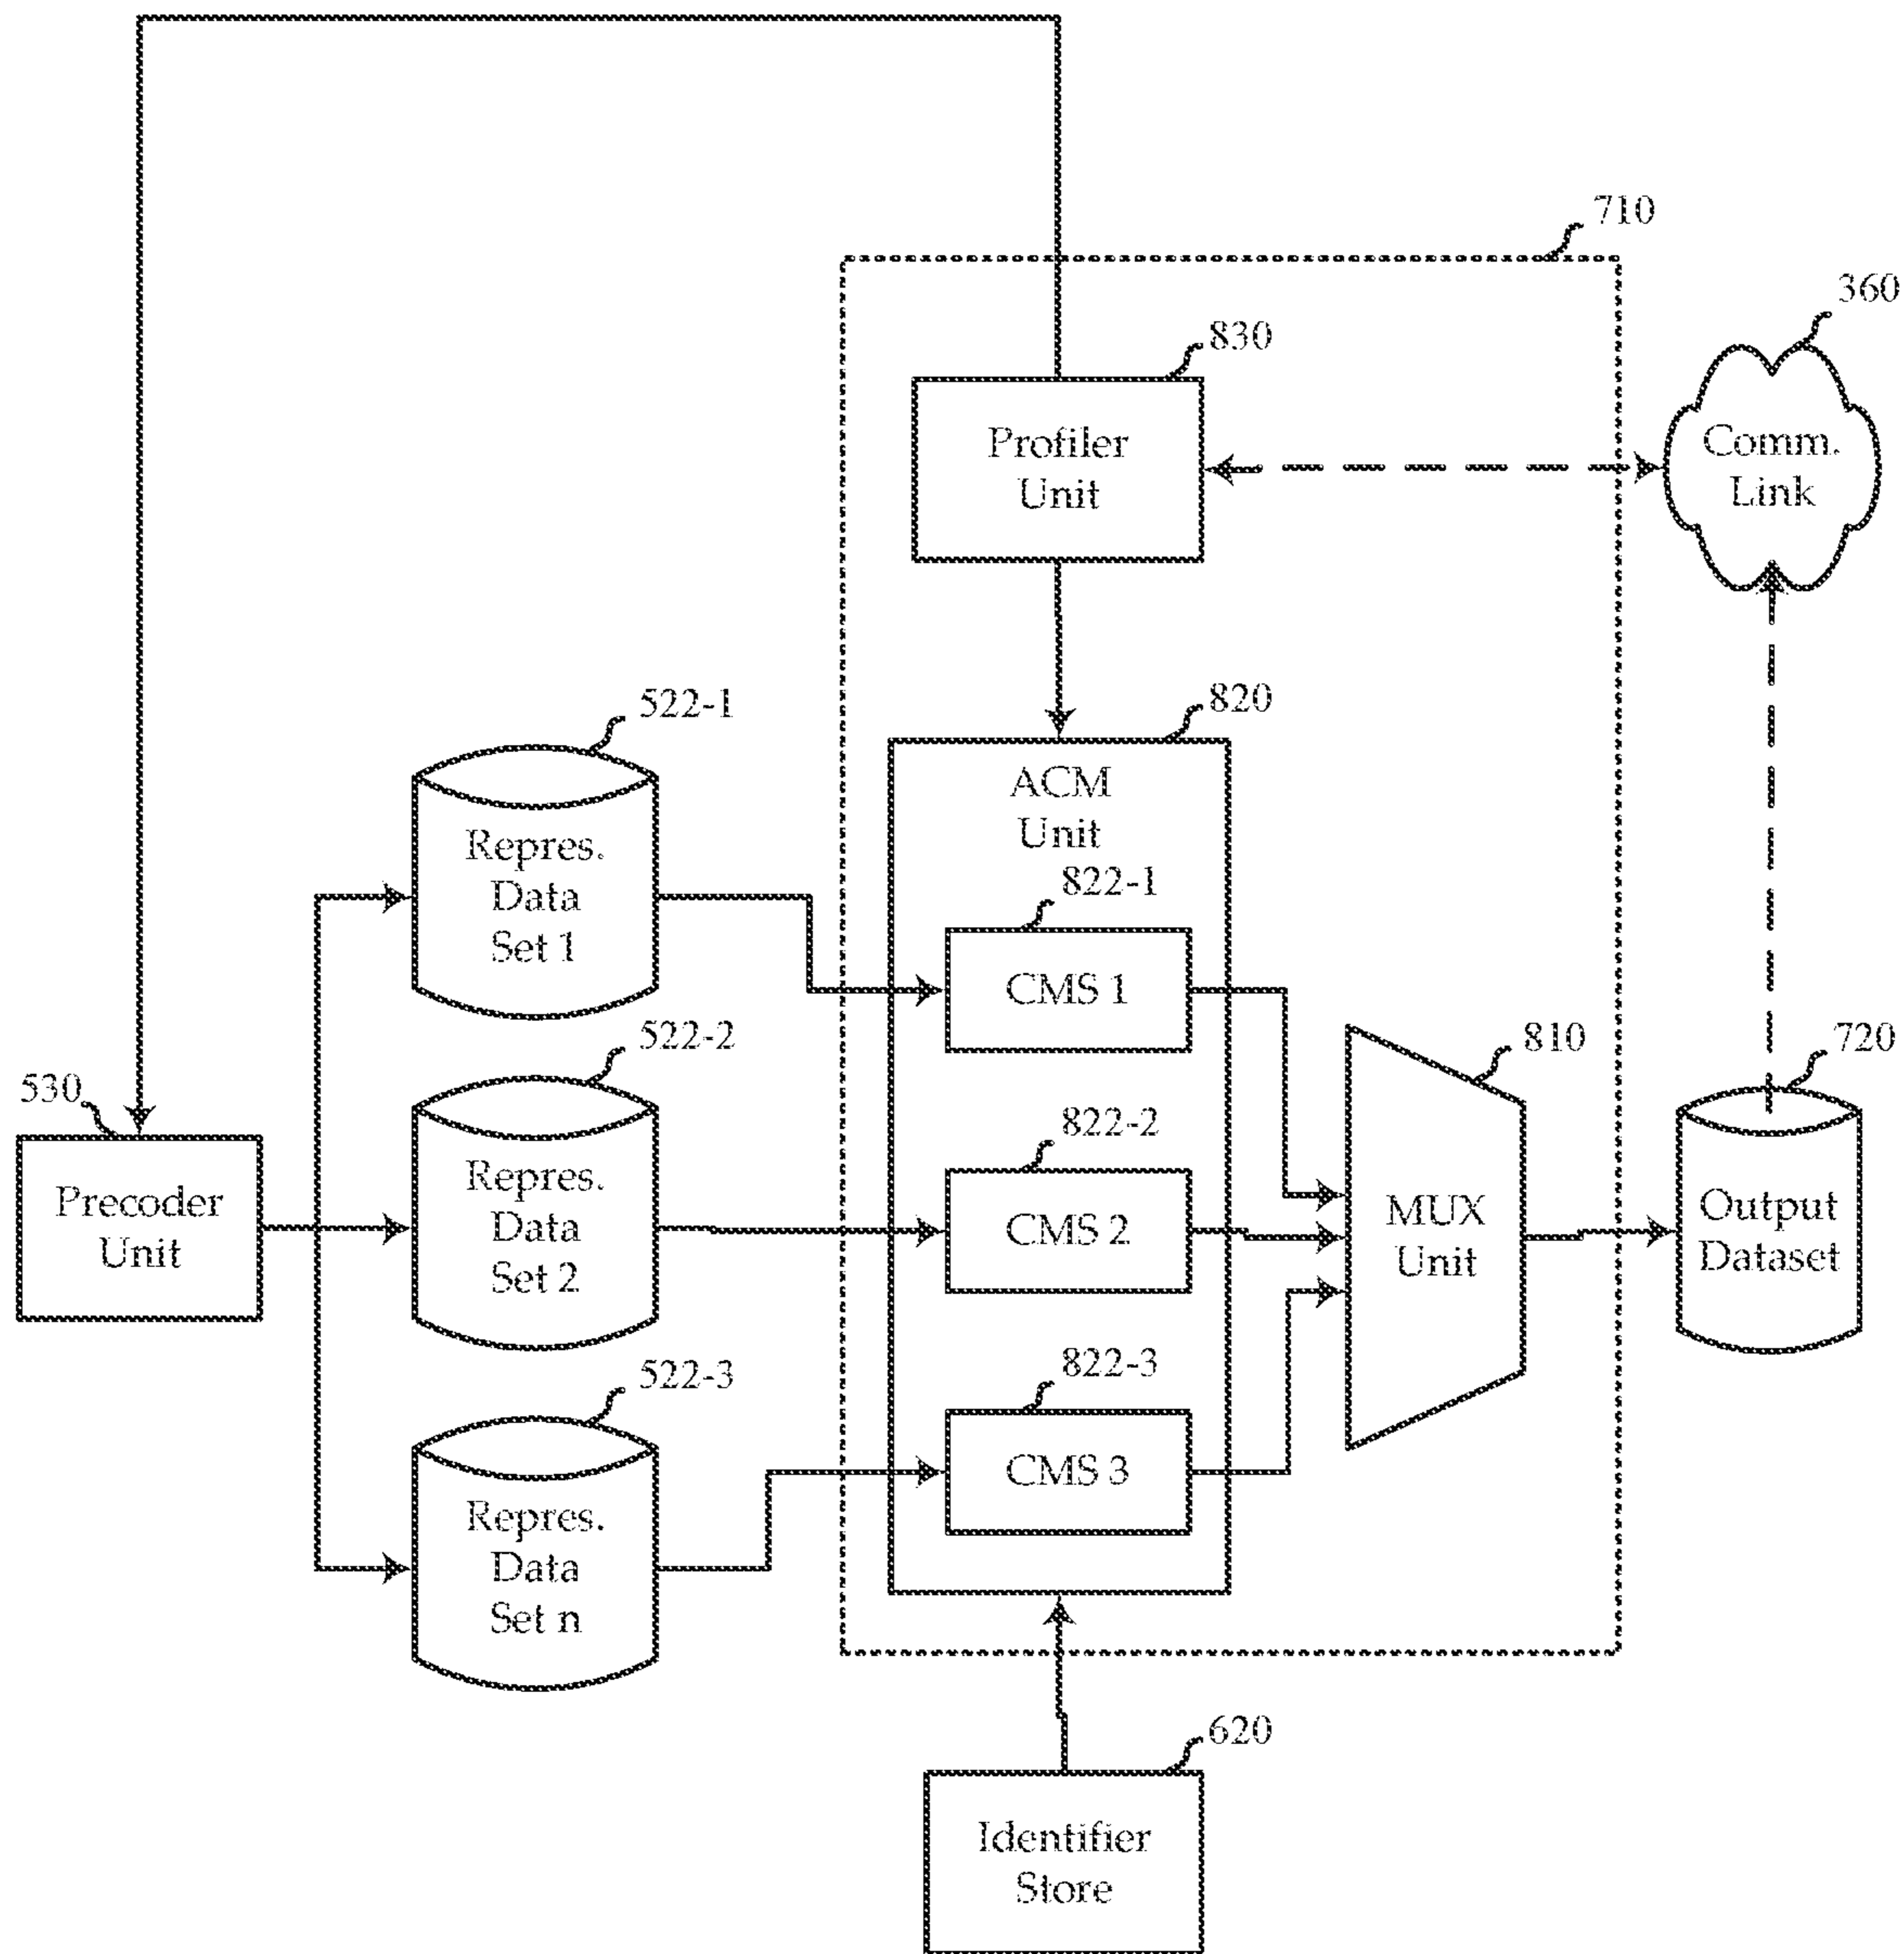 710
360
830
Profiler
Unit
Comm.
Link
522-1
820
ACM
Unit
Repres.
Data
Set 1
822-1
CMS 1
522-2
810
720
530
822-2
Precoder
Unit
Repres.
Data
Set 2
CMS 2
MUX
Unit
Output
Dataset
522-3
822-3
CMS 3
Repres.
Data
Set n
620
Identifier
Store